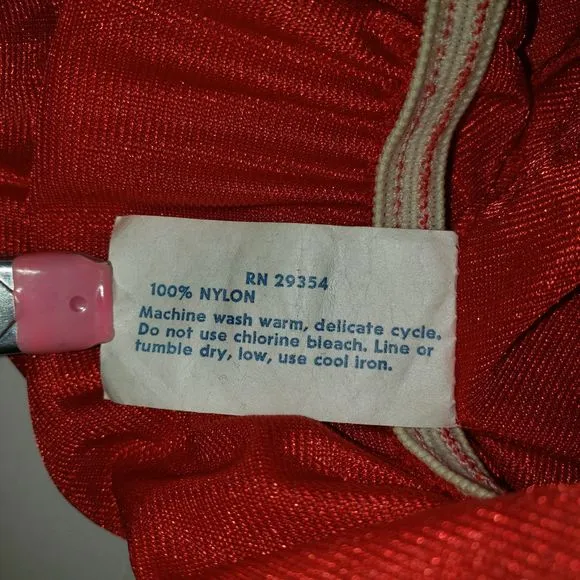 RN 29354
100% NYLON
Machine wash warm, delicate cycle.
Do not use chlorine bleach. Line or
tumble dry, low, use cool iron.